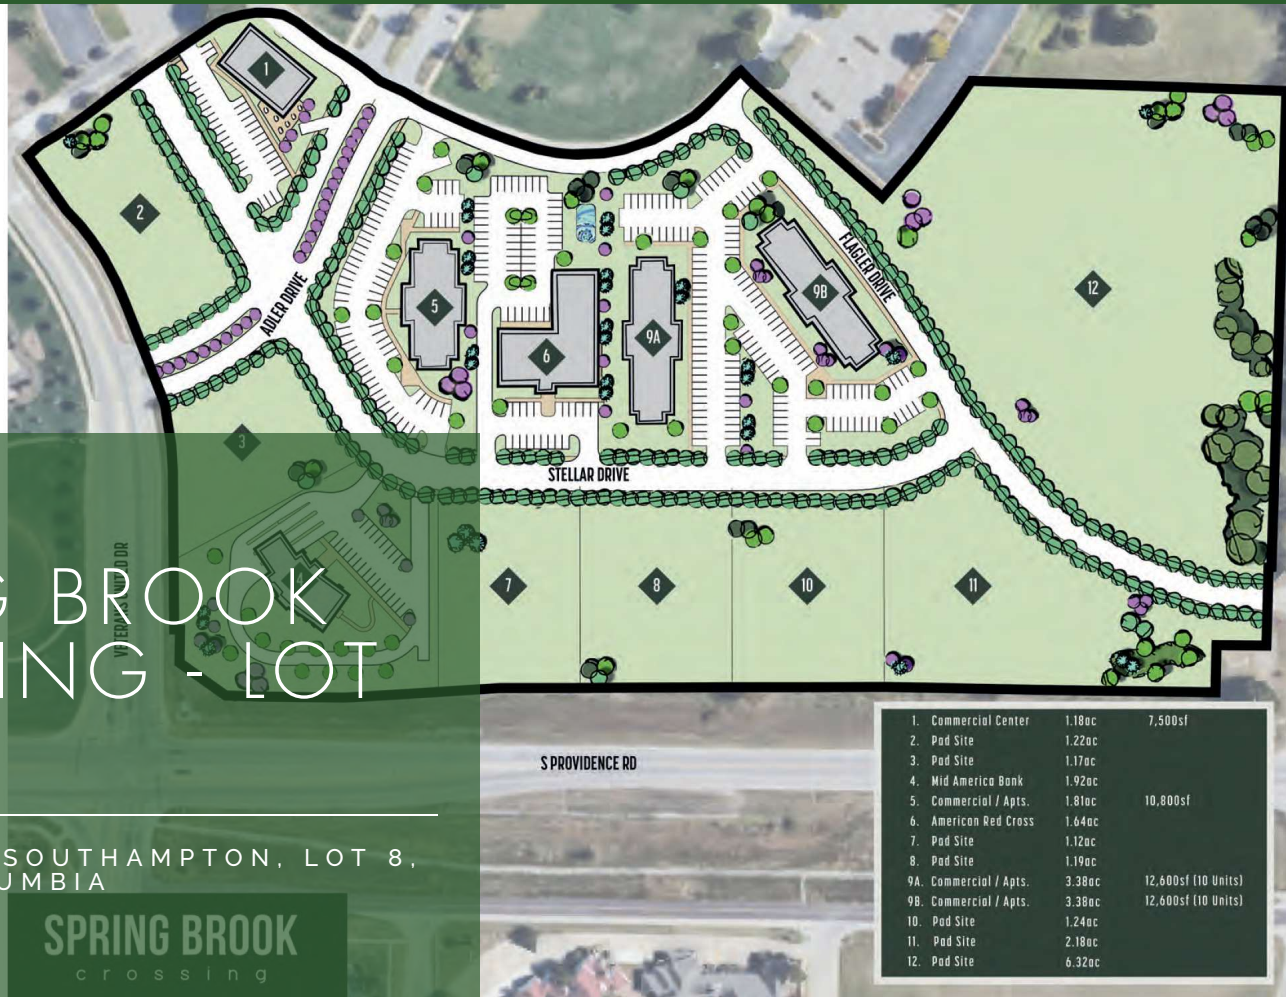 1
2
12
5
9B
FLAGLER DRIVE
ADLER DRIVE
6
9A
3
STELLAR DRIVE
4
7
8
10
11
G BROOK
ING - LOT
S PROVIDENCE RD
SOUTHAMPTON, LOT 8,
UMBIA
SPRING BROOK
crossing
1. Commercial Center 1.18ac 7,500sf
2. Pad Site 1.22ac
3. Pad Site 1.17ac
4. Mid America Bank 1.92ac
5. Commercial / Apts. 1.81ac 10,800sf
6. American Red Cross 1.64ac
7. Pad Site 1.12ac
8. Pad Site 1.19ac
9A. Commercial / Apts. 3.38ac 12,600sf (10 Units)
9B. Commercial / Apts. 3.38ac 12,600sf (10 Units)
10. Pad Site 1.24ac
11. Pad Site 2.18ac
12. Pad Site 6.32ac